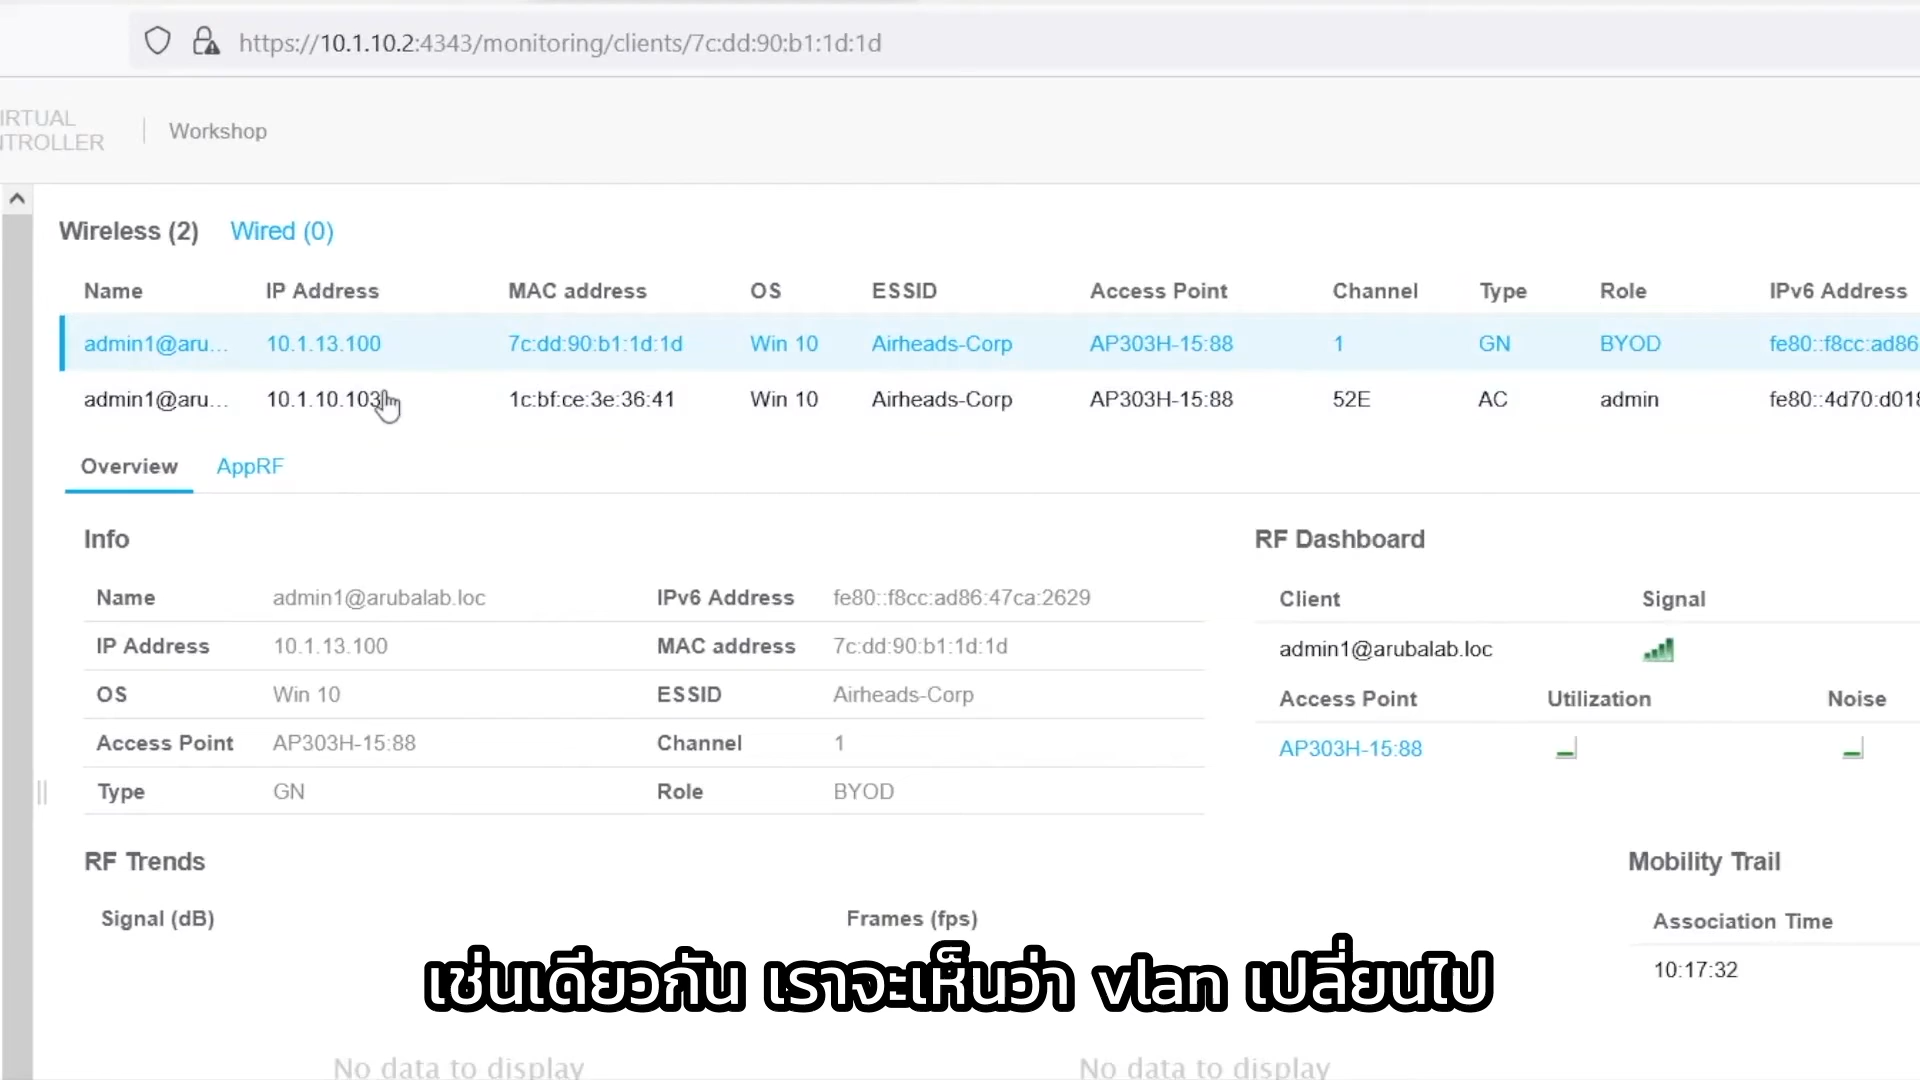 https://10.1.10.2:4343/monitoring/clients/7c:dd:90:b1:1d:1d
IRTUAL
NTROLLER
Workshop
Wireless (2) Wired (0)
Name IP Address MAC address OS ESSID Access Point Channel Type Role IPv6 Address
admin1@aru... 10.1.13.100 7c:dd:90:b1:1d:1d Win 10 Airheads-Corp AP303H-15:88 1 GN BYOD fe80::f8cc:ad86
admin1@aru... 10.1.10.103 1c:bf:ce:3e:36:41 Win 10 Airheads-Corp AP303H-15:88 52E AC admin fe80::4d70:d018
Overview AppRF
Info
Name admin1@arubalab.loc IPv6 Address fe80::f8cc:ad86:47ca:2629
IP Address 10.1.13.100 MAC address 7c:dd:90:b1:1d:1d
OS Win 10 ESSID Airheads-Corp
Access Point AP303H-15:88 Channel 1
Type GN Role BYOD
RF Dashboard
Client Signal
admin1@arubalab.loc
Access Point Utilization Noise
AP303H-15:88
RF Trends
Signal (dB) Frames (fps)
Mobility Trail
Association Time
10:17:32
เช่นเดียวกัน เราจะเห็นว่า vlan เปลี่ยนไป
No data to display No data to display